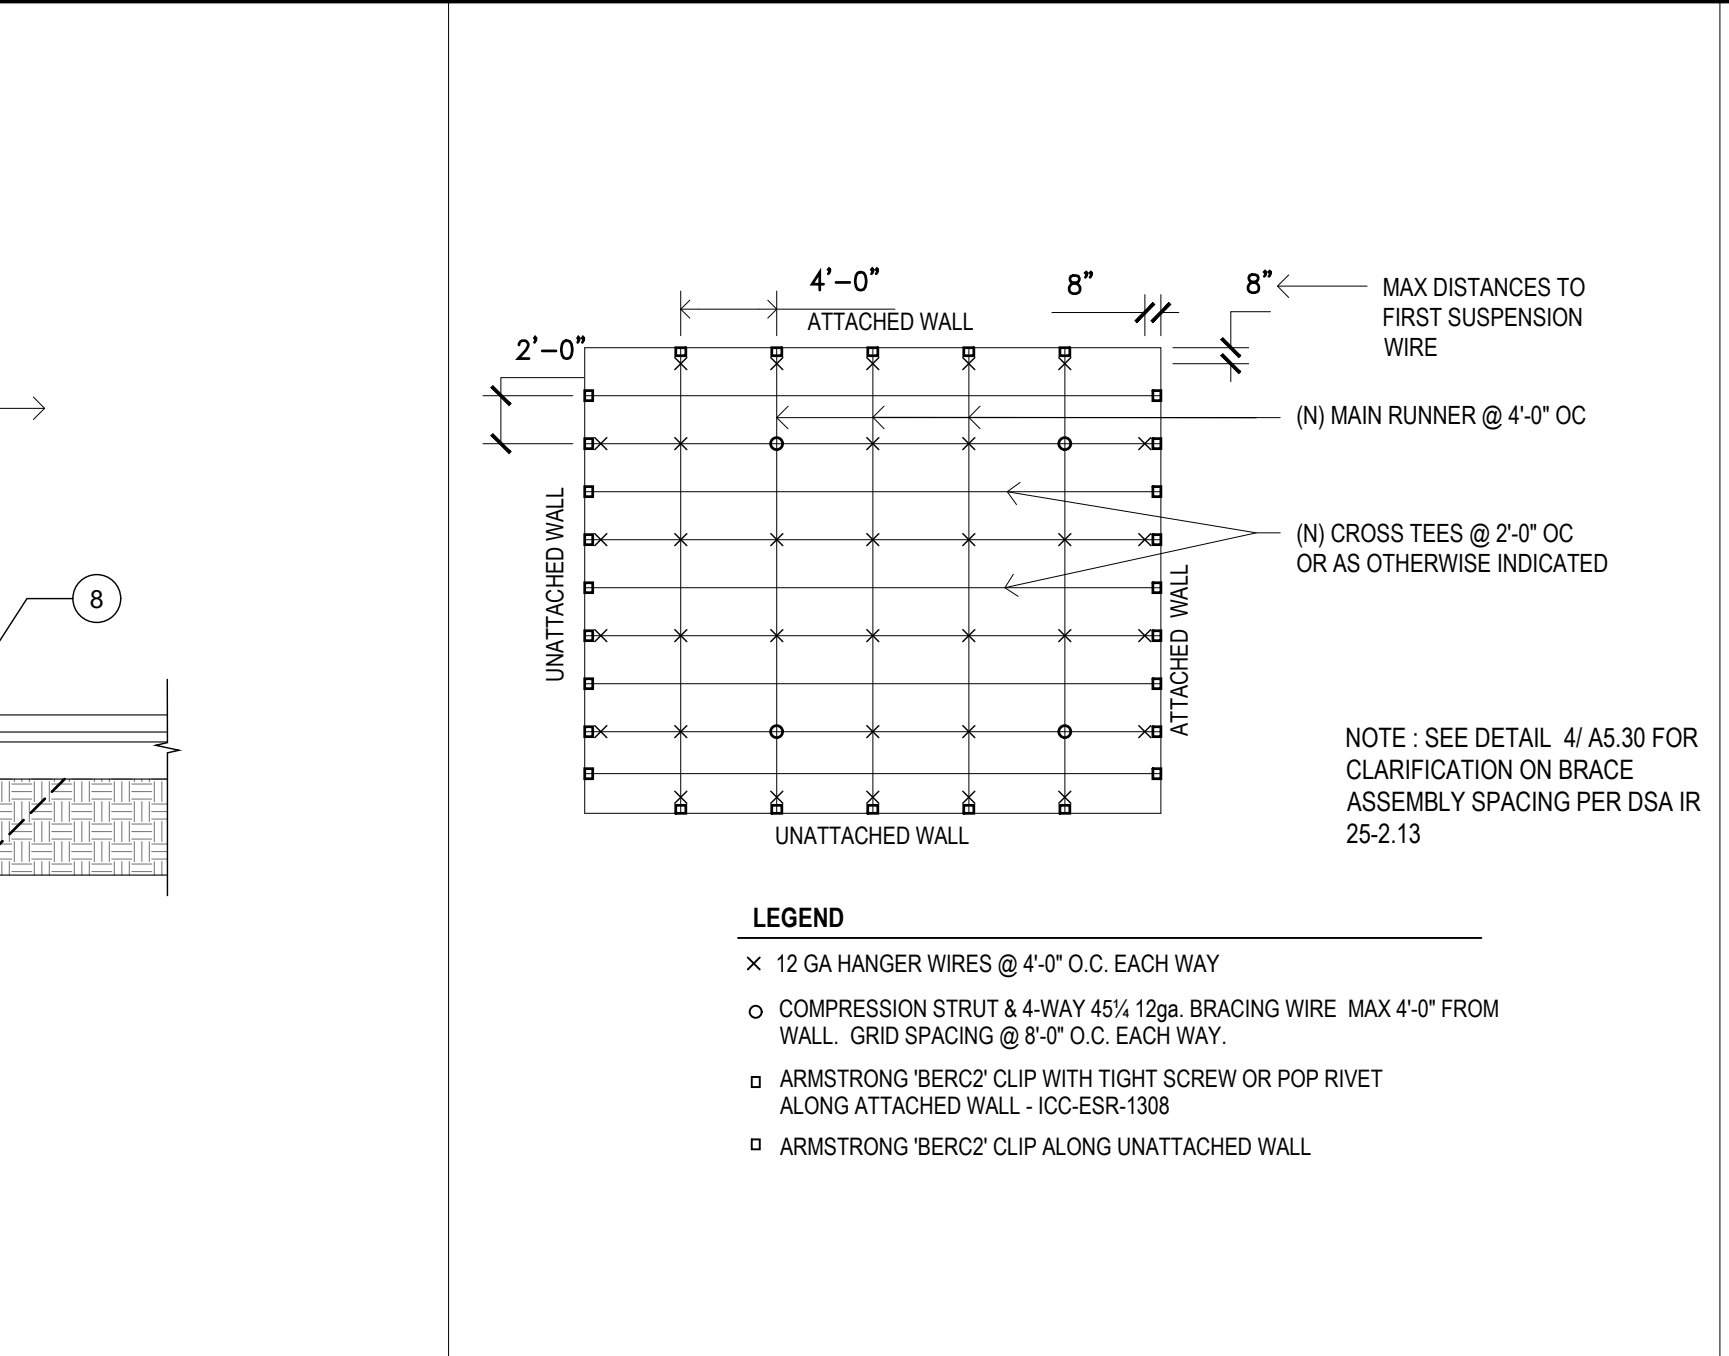 4'-0"
8"
8"
MAX DISTANCES TO
FIRST SUSPENSION
WIRE
ATTACHED WALL
2'-0"
(N) MAIN RUNNER @ 4'-0" OC
(N) CROSS TEES @ 2'-0" OC
OR AS OTHERWISE INDICATED
UNATTACHED WALL
ATTACHED WALL
8
NOTE : SEE DETAIL 4/ A5.30 FOR
CLARIFICATION ON BRACE
ASSEMBLY SPACING PER DSA IR
25-2.13
UNATTACHED WALL
LEGEND
12 GA HANGER WIRES @ 4'-0" O.C. EACH WAY
COMPRESSION STRUT & 4-WAY 45¼ 12ga. BRACING WIRE MAX 4'-0" FROM
WALL. GRID SPACING @ 8'-0" O.C. EACH WAY.
ARMSTRONG 'BERC2' CLIP WITH TIGHT SCREW OR POP RIVET
ALONG ATTACHED WALL - ICC-ESR-1308
ARMSTRONG 'BERC2' CLIP ALONG UNATTACHED WALL